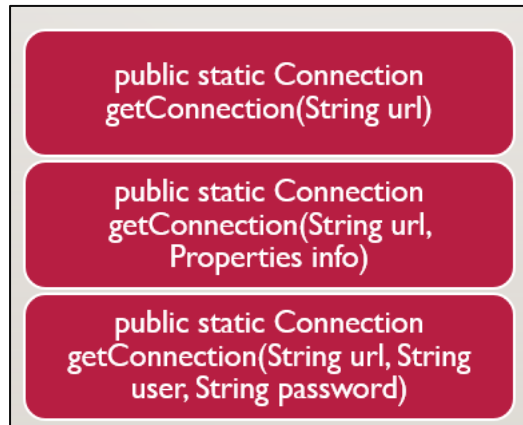 public static Connection
getConnection(String url)
public static Connection
getConnection(String url,
Properties info)
public static Connection
getConnection(String url, String
user, String password)